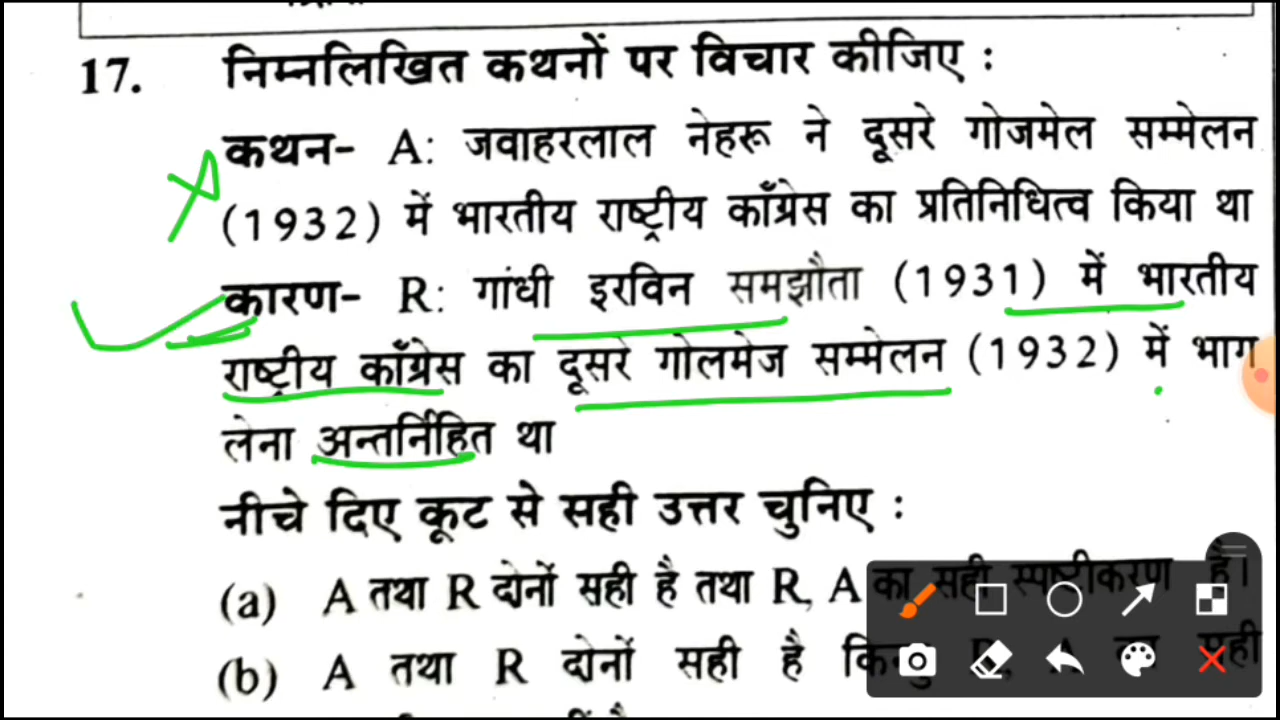 17. निम्नलिखित कथनों पर विचार कीजिए :
कथन- A: जवाहरलाल नेहरू ने दूसरे गोजमेल सम्मेलन
(1932) में भारतीय राष्ट्रीय काँग्रेस का प्रतिनिधित्व किया था
कारण- R: गांधी इरविन समझौता (1931) में भारतीय
राष्ट्रीय काँग्रेस का दूसरे गोलमेज सम्मेलन (1932) में भाग
लेना अन्तर्निहित था
नीचे दिए कूट से सही उत्तर चुनिए :
(a) A तथा R दोनों सही है तथा R, A का सही स्पष्टीकरण है।
(b) A तथा R दोनों सही है किन्तु R, A का सही